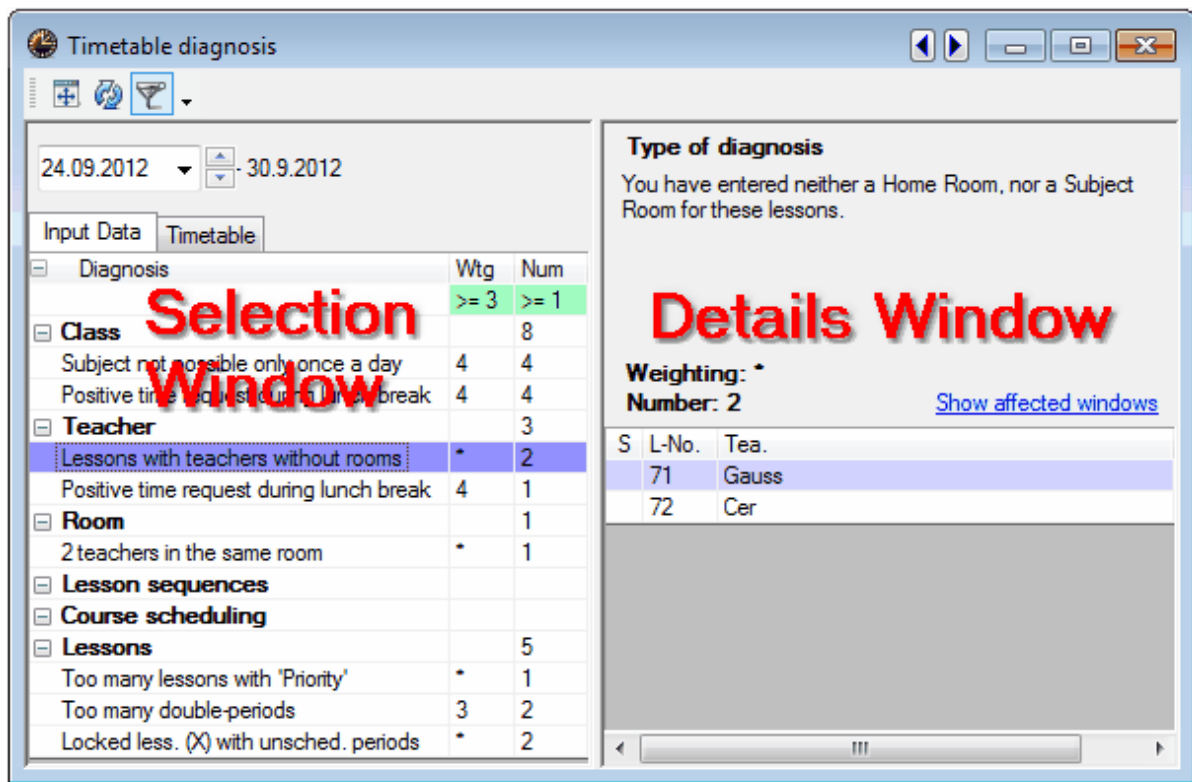 Timetable diagnosis
24.09.2012 - 30.9.2012
Input Data Timetable
Diagnosis Wtg Num
>= 3 >= 1
Class 8
Subject not possible only once a day 4 4
Positive time request during lunch break 4 4
Teacher 3
Lessons with teachers without rooms * 2
Positive time request during lunch break 4 1
Room 1
2 teachers in the same room * 1
Lesson sequences
Course scheduling
Lessons 5
Too many lessons with 'Priority' * 1
Too many double-periods 3 2
Locked less. (X) with unsched. periods * 2
Selection
Window
Type of diagnosis
You have entered neither a Home Room, nor a Subject
Room for these lessons.
Details Window
Weighting: *
Number: 2 Show affected windows
S L-No. Tea.
71 Gauss
72 Cer